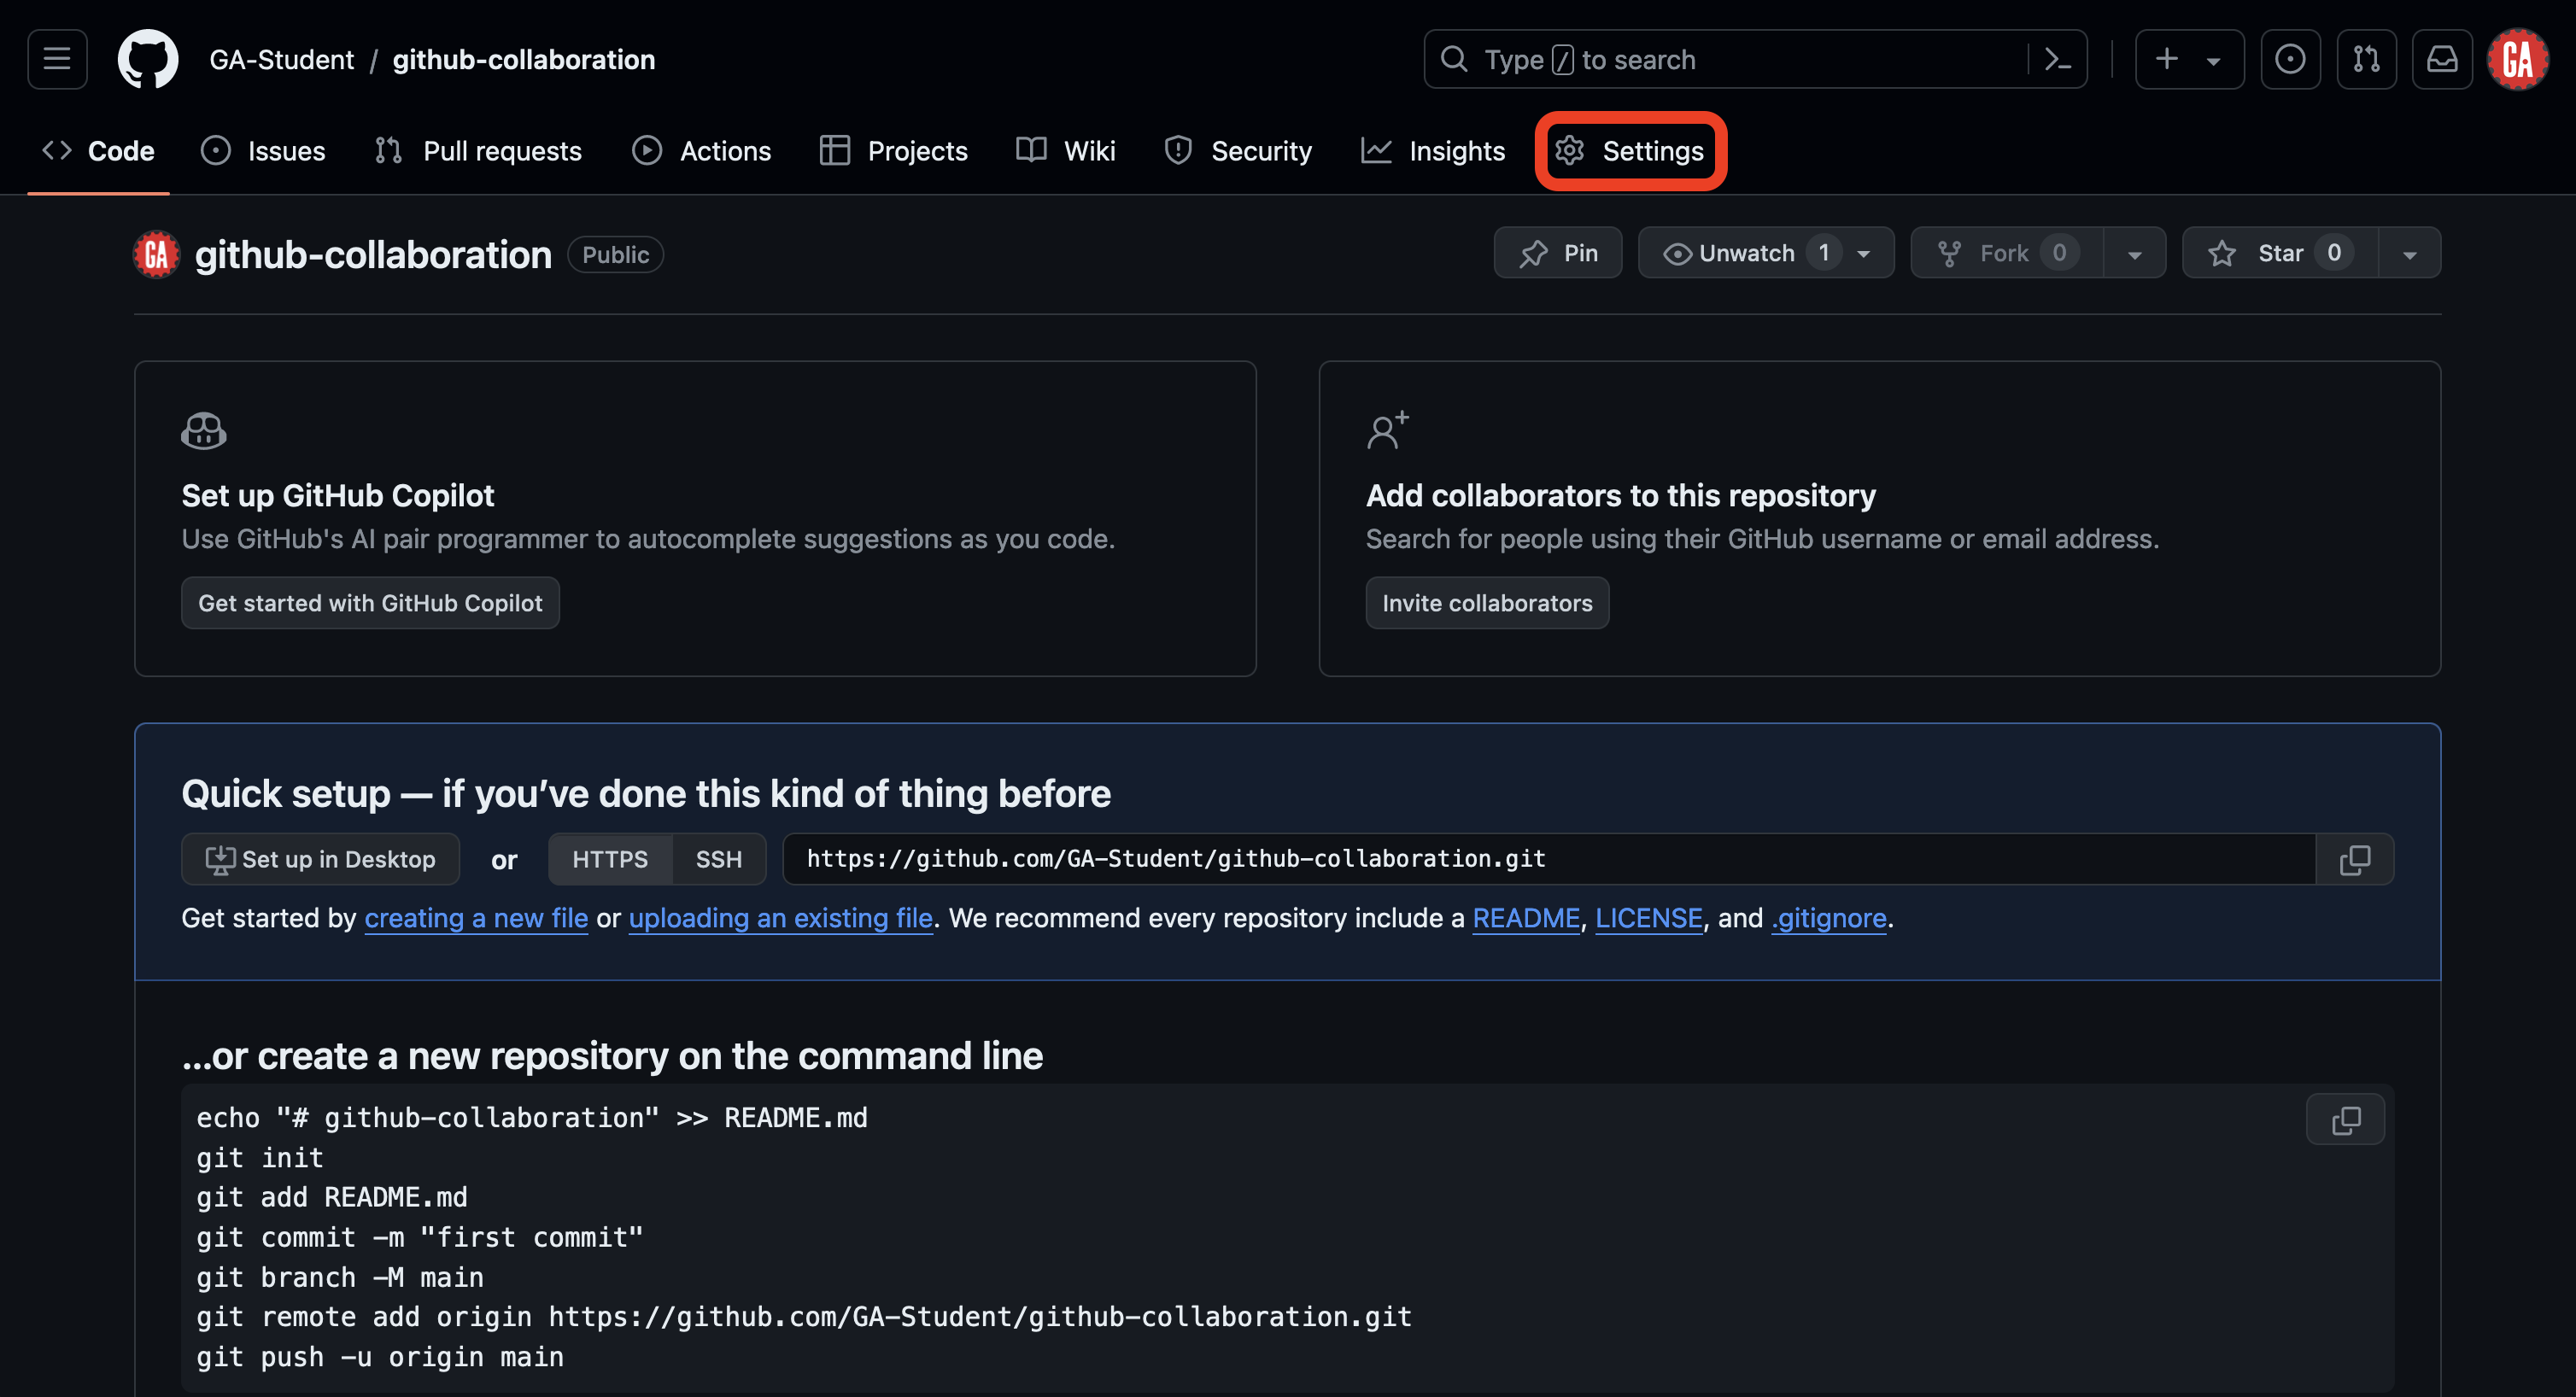 GA-Student / github-collaboration
Type / to search
GA
Code Issues Pull requests Actions Projects Wiki Security Insights Settings
GA github-collaboration Public
Pin Unwatch 1 Fork 0 Star 0
Set up GitHub Copilot
Use GitHub's AI pair programmer to autocomplete suggestions as you code.
Get started with GitHub Copilot
Add collaborators to this repository
Search for people using their GitHub username or email address.
Invite collaborators
Quick setup — if you’ve done this kind of thing before
Set up in Desktop or HTTPS SSH https://github.com/GA-Student/github-collaboration.git
Get started by creating a new file or uploading an existing file. We recommend every repository include a README, LICENSE, and .gitignore.
…or create a new repository on the command line
echo "# github-collaboration" >> README.md
git init
git add README.md
git commit -m "first commit"
git branch -M main
git remote add origin https://github.com/GA-Student/github-collaboration.git
git push -u origin main